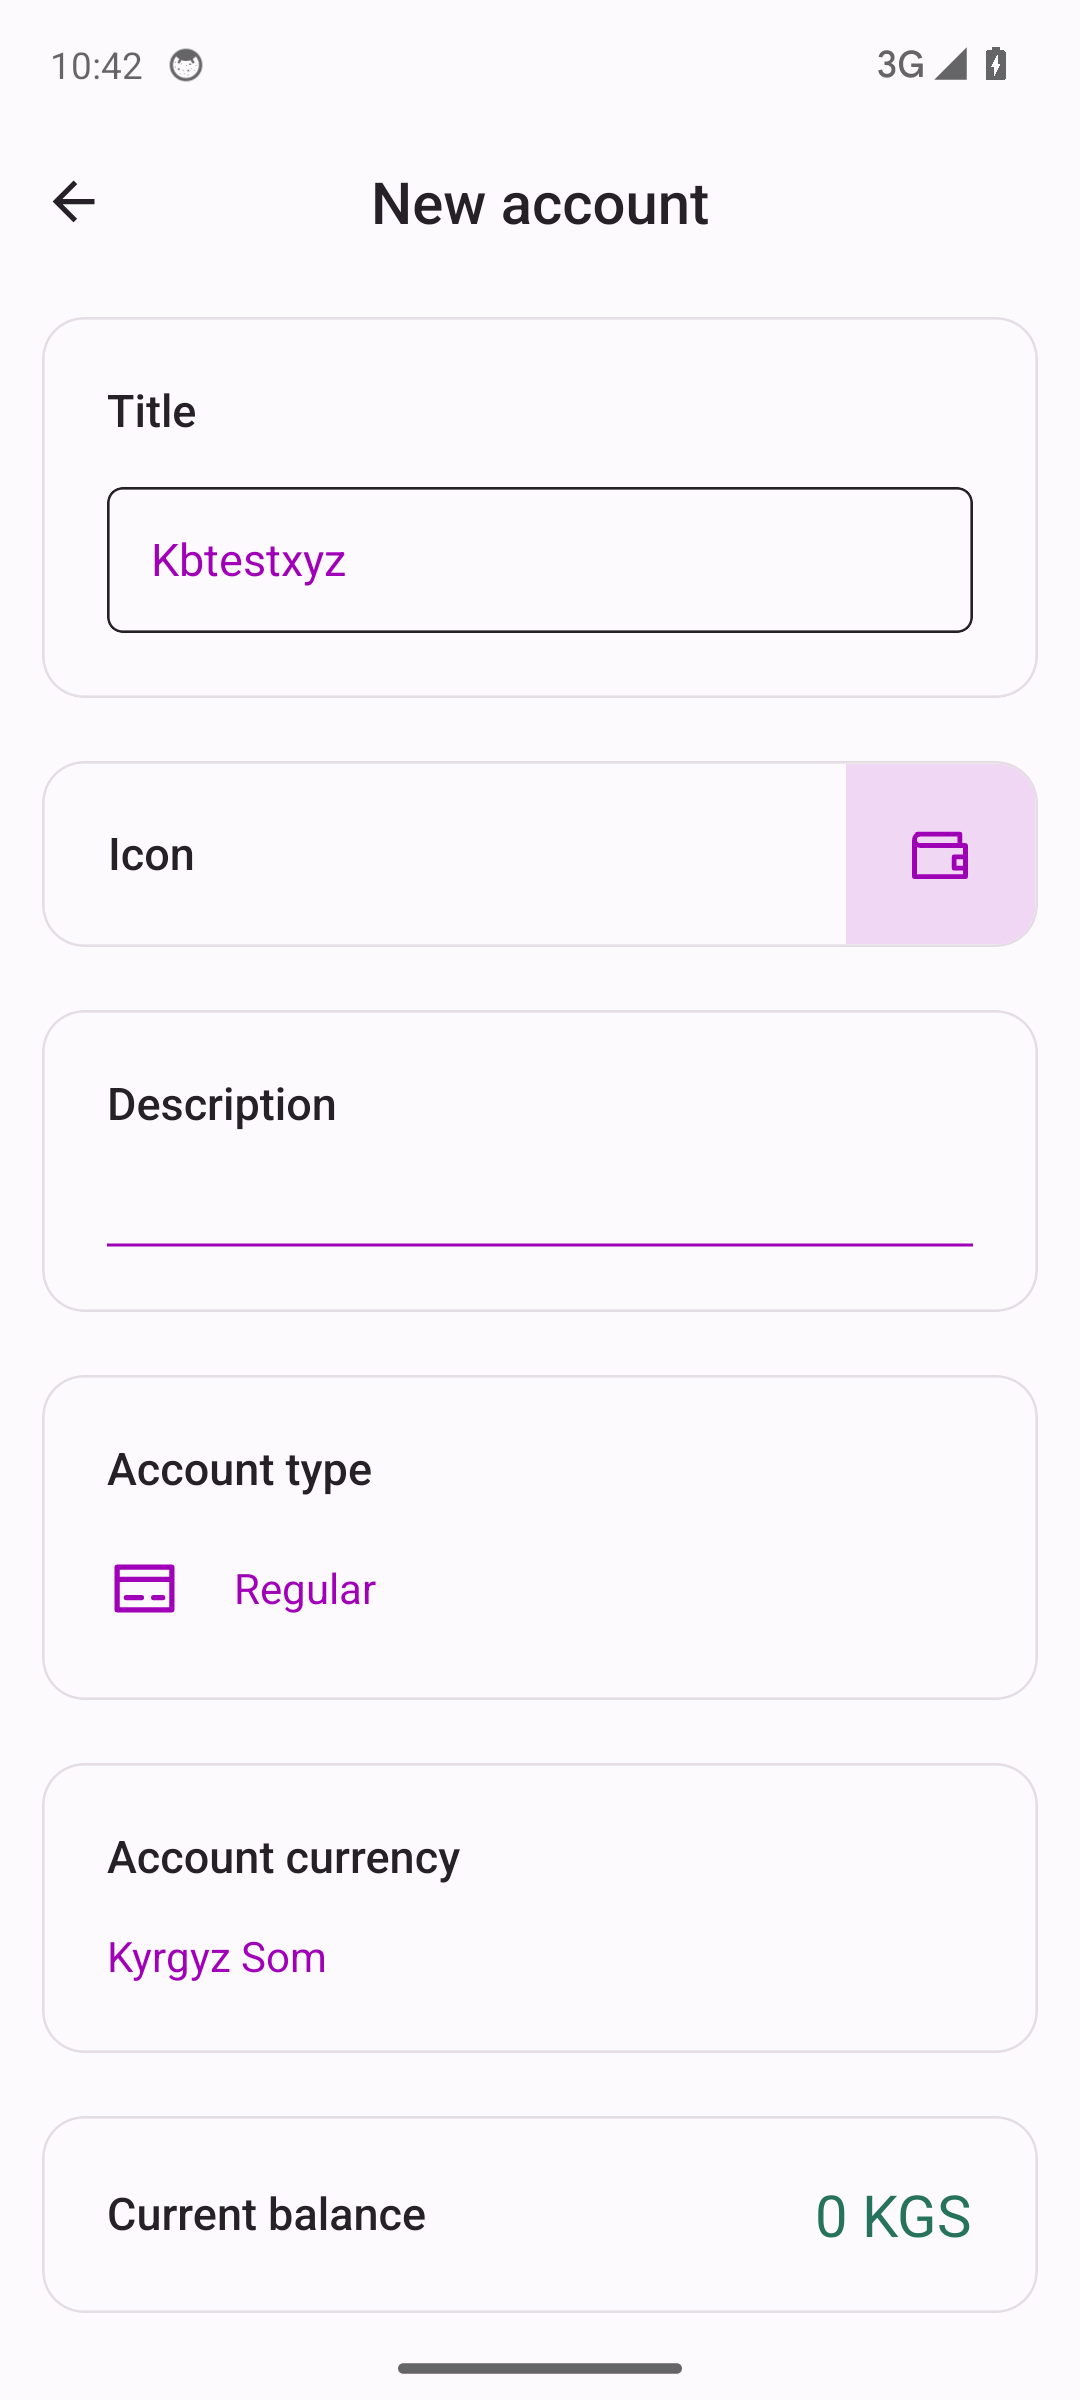 10:42
3G
New account
Title
Kbtestxyz
Icon
Description
Account type
Regular
Account currency
Kyrgyz Som
Current balance
0 KGS